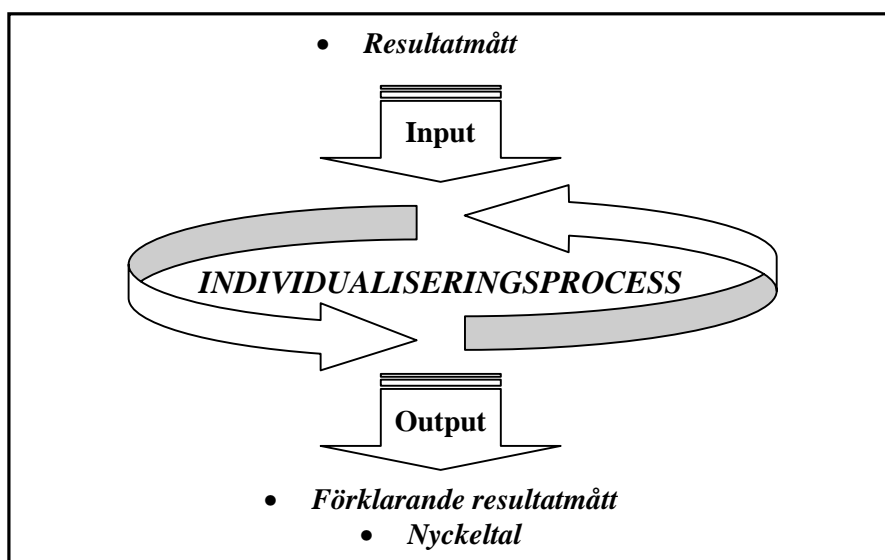 • Resultatmått
Input
INDIVIDUALISERINGSPROCESS
Output
• Förklarande resultatmått
• Nyckeltal